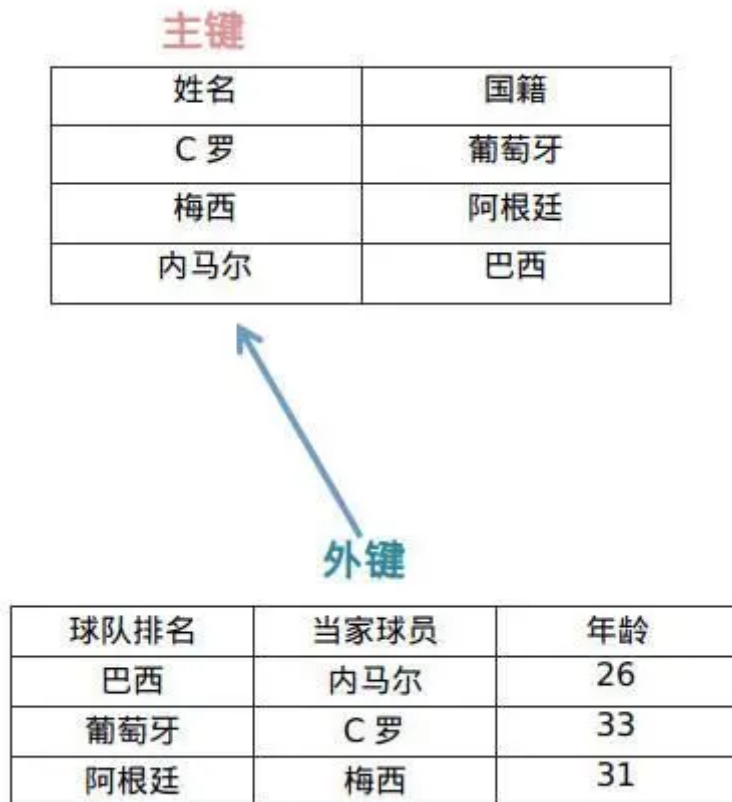 主键
姓名 国籍
C 罗 葡萄牙
梅西 阿根廷
内马尔 巴西
外键
球队排名 当家球员 年龄
巴西 内马尔 26
葡萄牙 C 罗 33
阿根廷 梅西 31